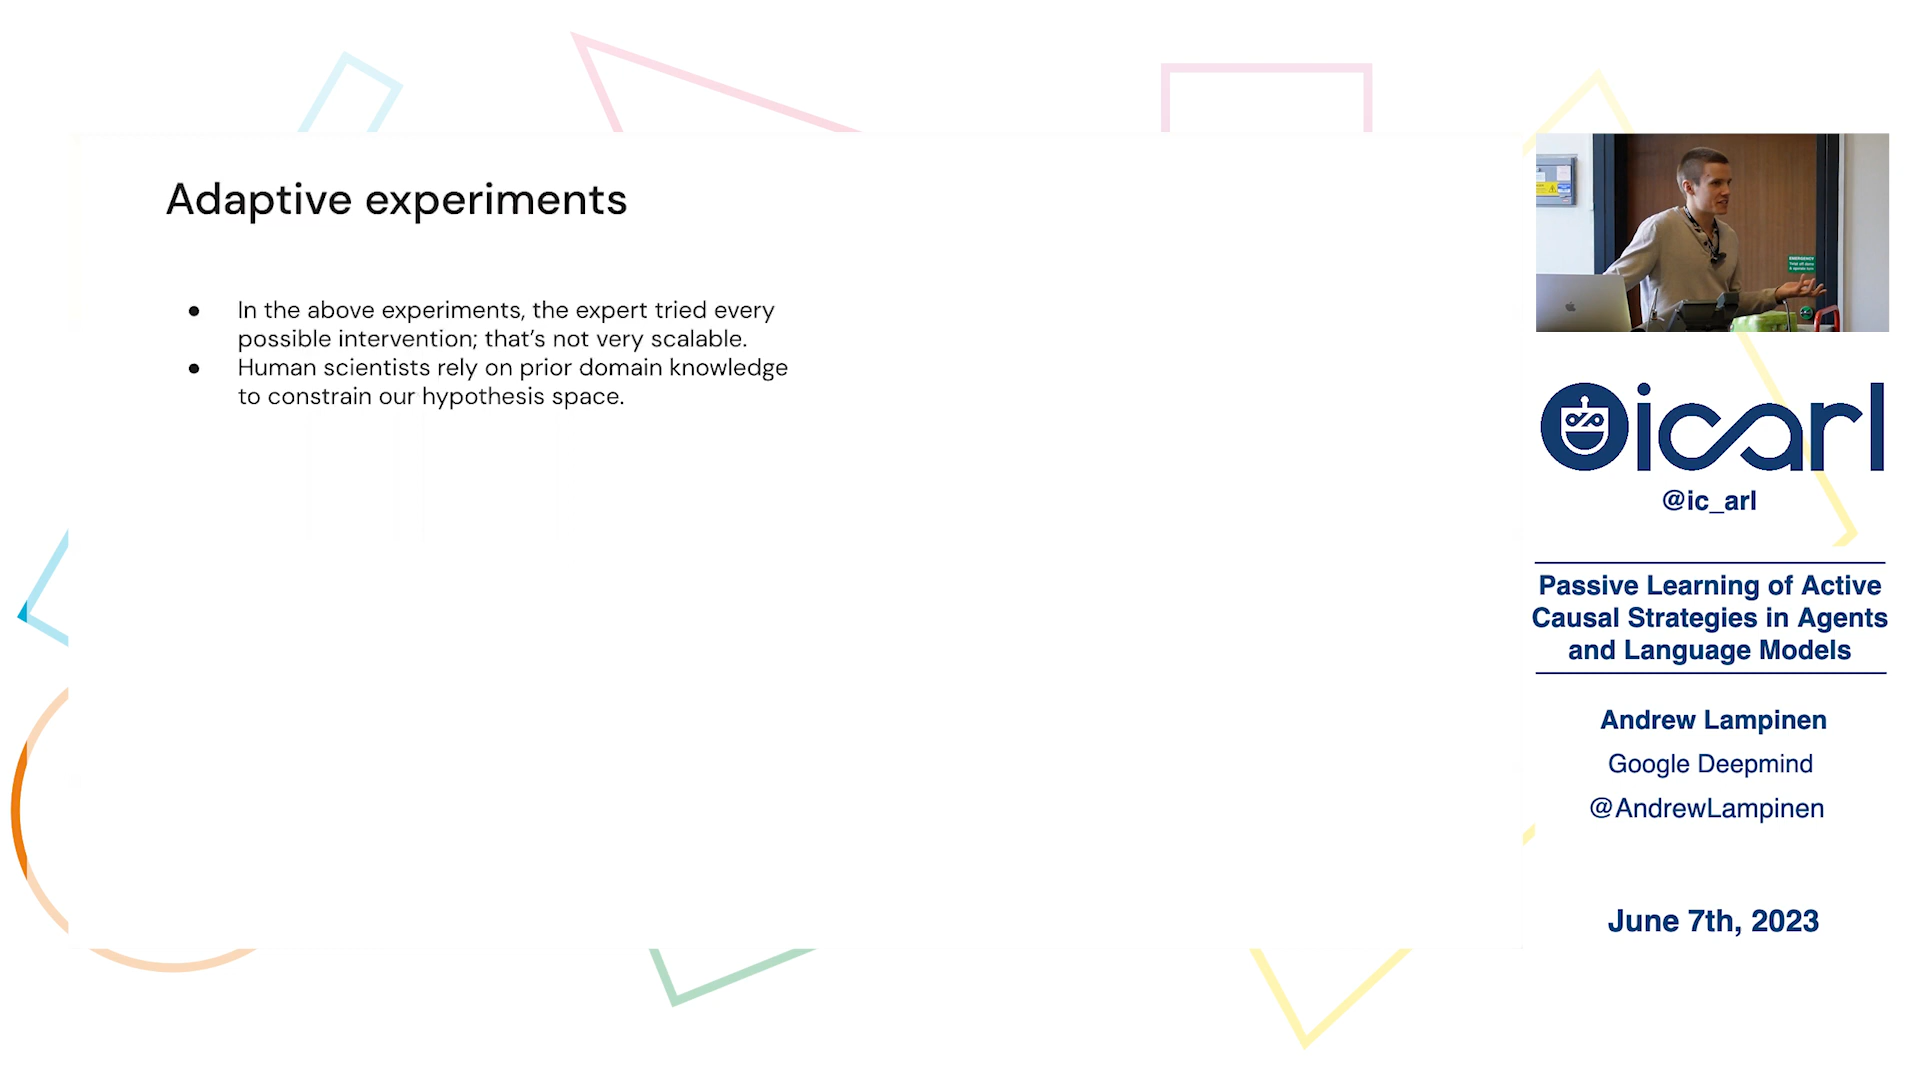 Adaptive experiments
● In the above experiments, the expert tried every
possible intervention; that's not very scalable.
● Human scientists rely on prior domain knowledge
to constrain our hypothesis space.
EMERGENCY
icarl
@ic_arl
Passive Learning of Active
Causal Strategies in Agents
and Language Models
Andrew Lampinen
Google Deepmind
@AndrewLampinen
June 7th, 2023